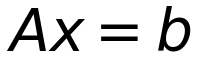 Ax = b